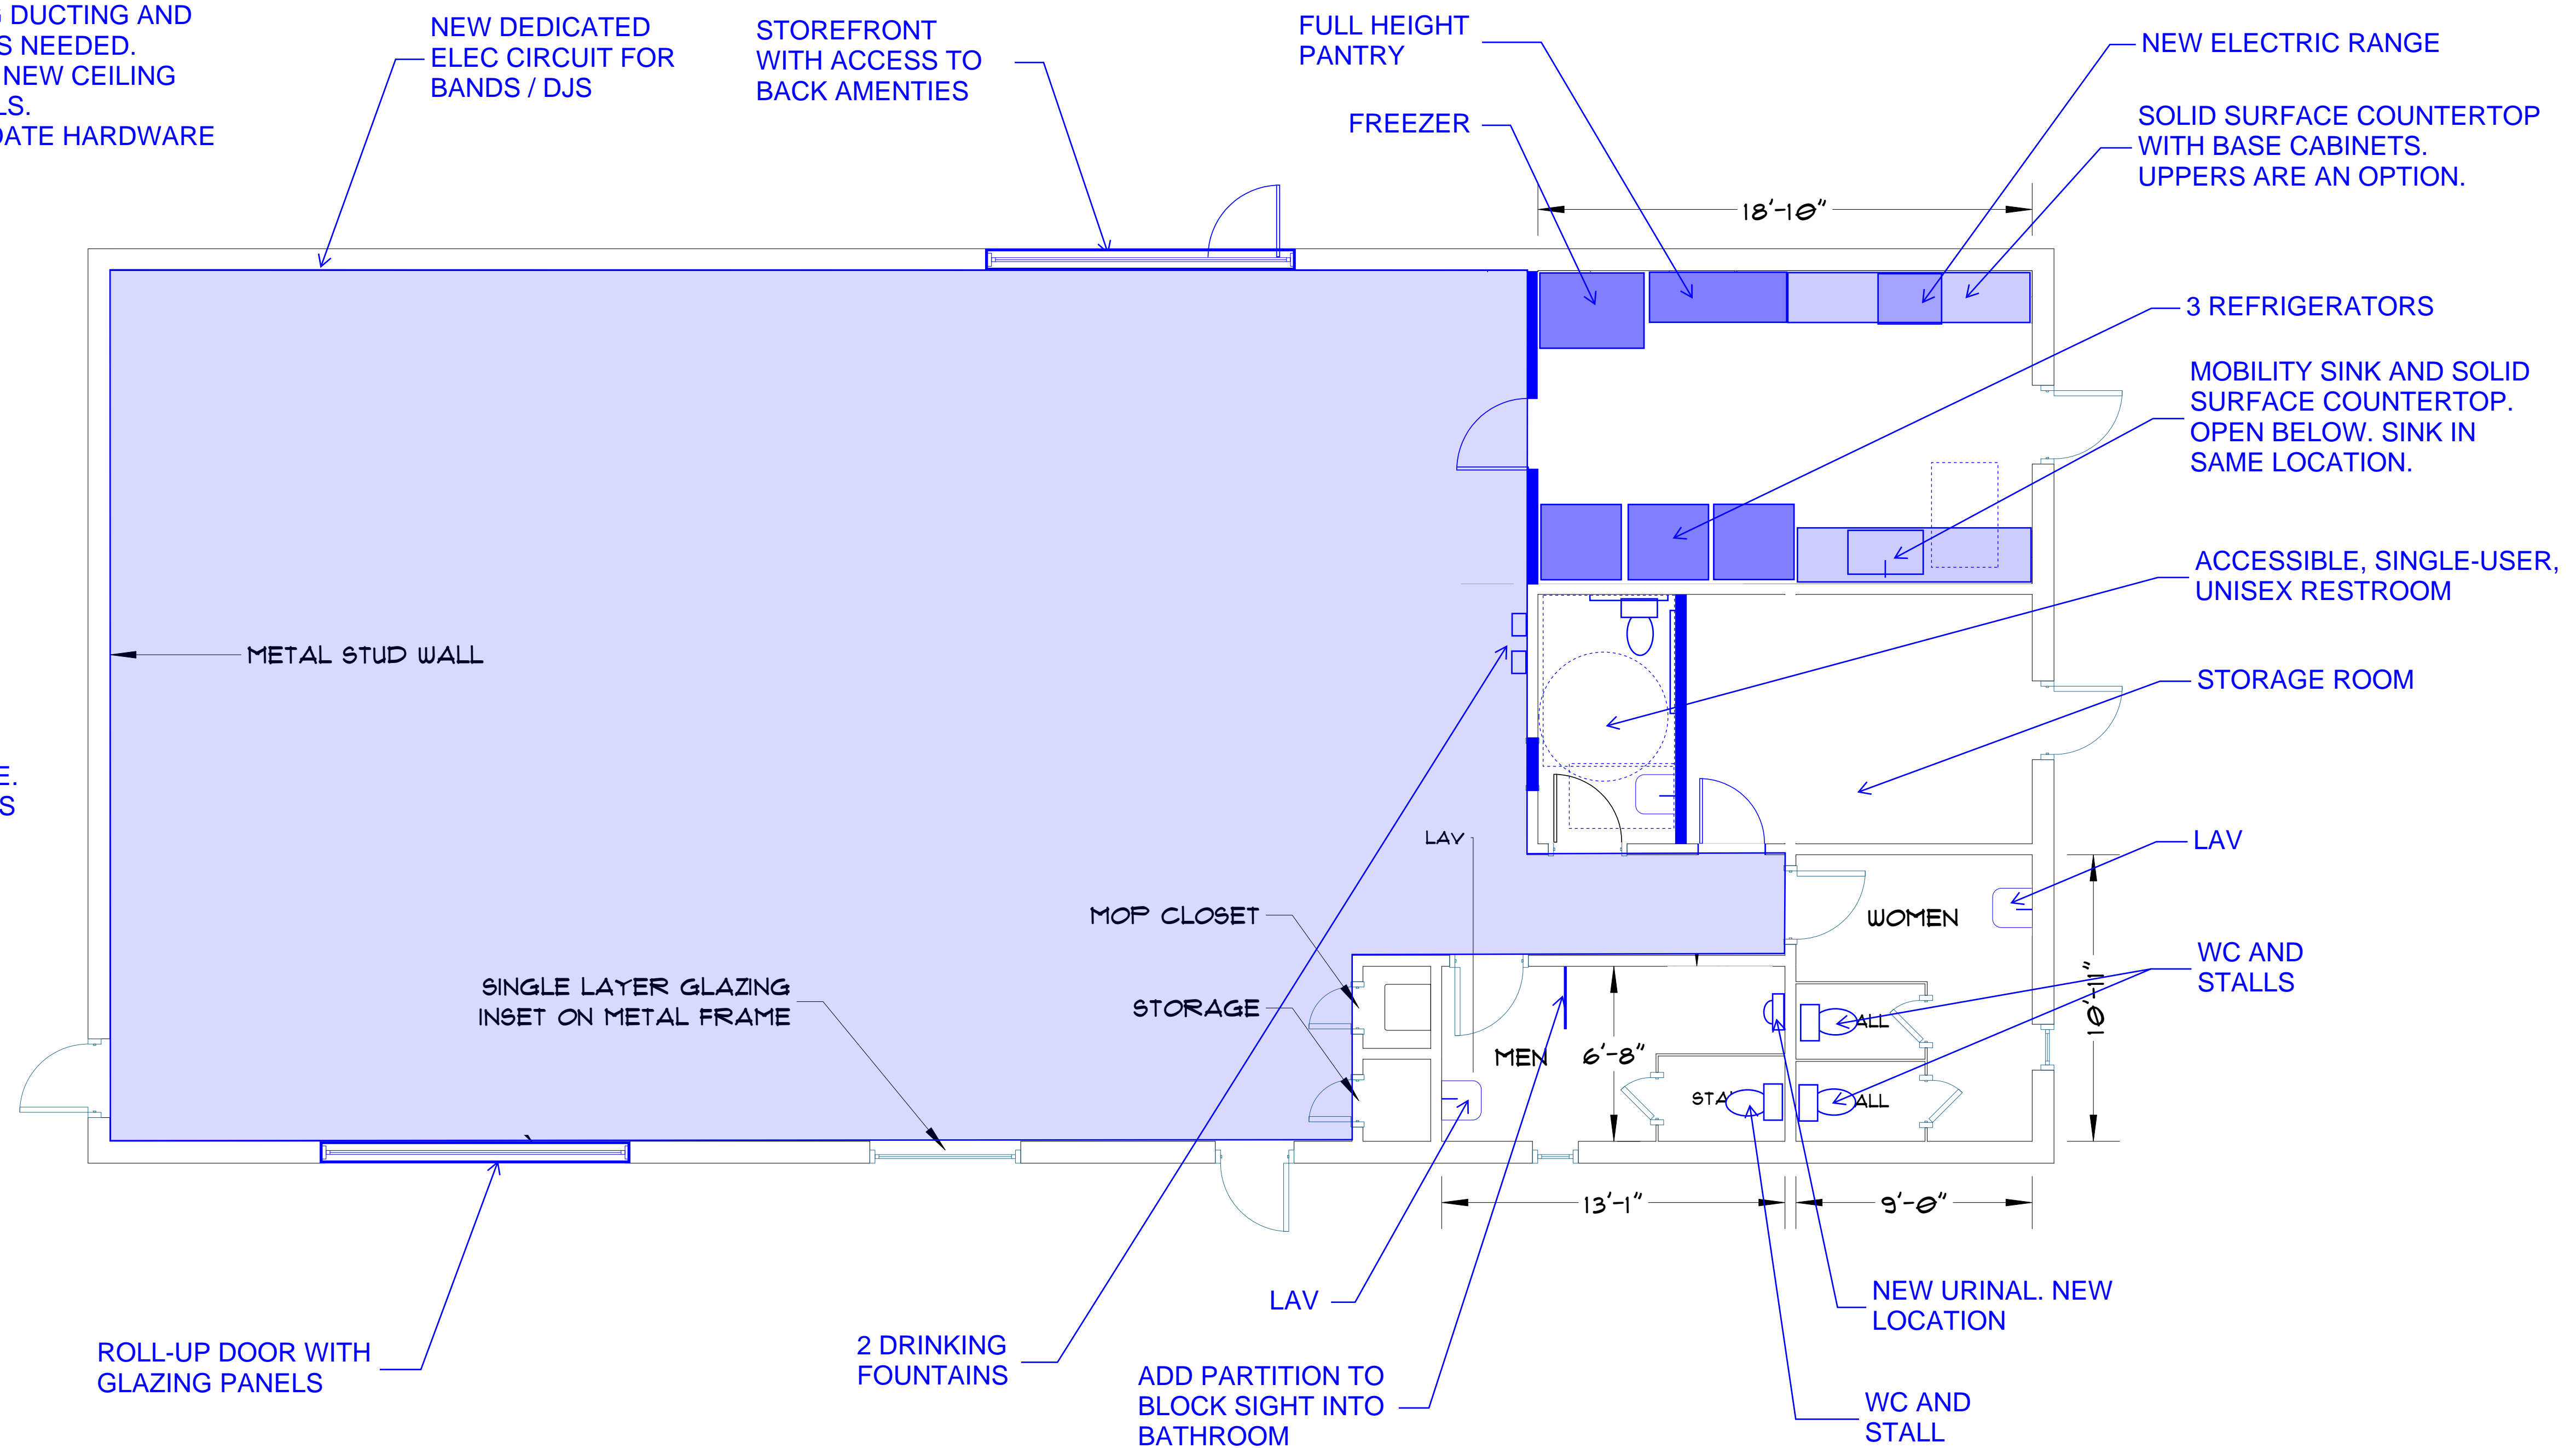 DUCTING AND
NEEDED.
NEW CEILING
HARDWARE
NEW DEDICATED
ELEC CIRCUIT FOR
BANDS / DJS
STOREFRONT
WITH ACCESS TO
BACK AMENTIES
FULL HEIGHT
PANTRY
FREEZER
NEW ELECTRIC RANGE
SOLID SURFACE COUNTERTOP
WITH BASE CABINETS.
UPPERS ARE AN OPTION.
18'-10"
3 REFRIGERATORS
MOBILITY SINK AND SOLID
SURFACE COUNTERTOP.
OPEN BELOW. SINK IN
SAME LOCATION.
ACCESSIBLE, SINGLE-USER,
UNISEX RESTROOM
METAL STUD WALL
STORAGE ROOM
LAV
LAV
MOP CLOSET
WOMEN
WC AND
STALLS
SINGLE LAYER GLAZING
INSET ON METAL FRAME
STORAGE
MEN
6'-8"
10'-1"
13'-1"
9'-0"
LAV
NEW URINAL. NEW
LOCATION
ROLL-UP DOOR WITH
GLAZING PANELS
2 DRINKING
FOUNTAINS
ADD PARTITION TO
BLOCK SIGHT INTO
BATHROOM
WC AND
STALL